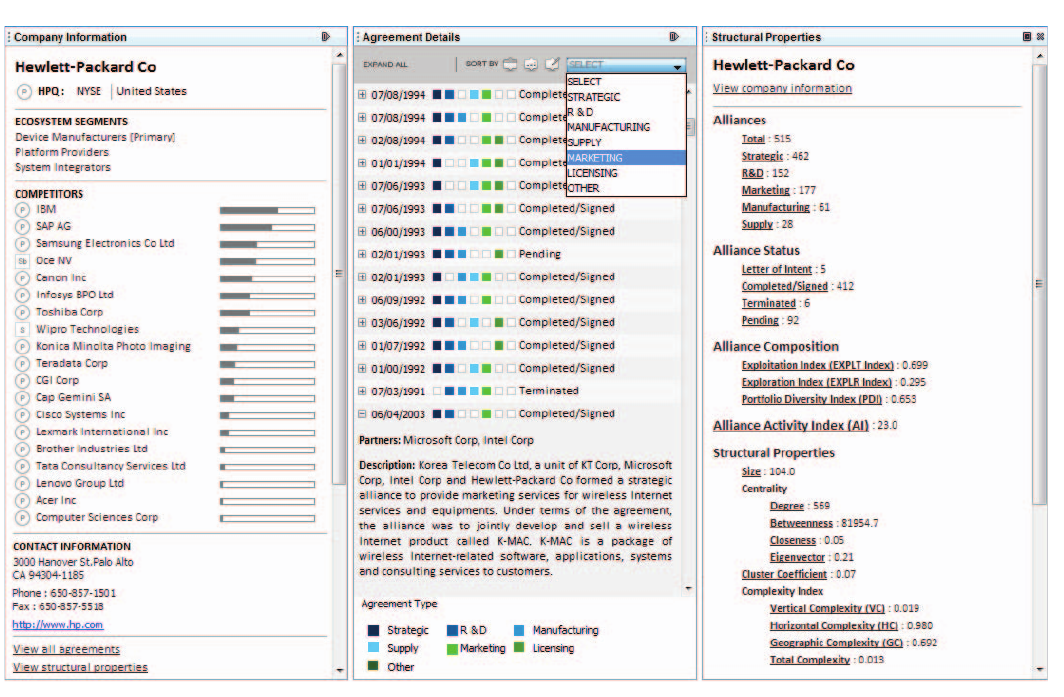 Company Information
Hewlett-Packard Co
P HPQ: NYSE | United States
ECOSYSTEM SEGMENTS
Device Manufacturers [Primary]
Platform Providers
System Integrators
COMPETITORS
P IBM
P SAP AG
P Samsung Electronics Co Ltd
Sb Oce NV
P Canon Inc
P Infosys BPO Ltd
P Toshiba Corp
S Wipro Technologies
P Konica Minolta Photo Imaging
P Teradata Corp
P CGI Corp
P Cap Gemini SA
P Cisco Systems Inc
P Lexmark International Inc
P Brother Industries Ltd
P Tata Consultancy Services Ltd
P Lenovo Group Ltd
P Acer Inc
P Computer Sciences Corp
CONTACT INFORMATION
3000 Hanover St.Palo Alto
CA 94304-1185
Phone : 650-857-1501
Fax : 650-857-5518
http://www.hp.com
View all agreements
View structural properties
Agreement Details
EXPAND ALL | SORT BY SELECT
SELECT
STRATEGIC
R & D
MANUFACTURING
SUPPLY
MARKETING
LICENSING
OTHER
07/08/1994 Complete
07/08/1994 Complete
02/08/1994 Complete
01/01/1994 Complete
07/06/1993 Complete
07/06/1993 Completed/Signed
06/00/1993 Completed/Signed
02/01/1993 Pending
02/01/1993 Completed/Signed
06/09/1992 Completed/Signed
03/06/1992 Completed/Signed
01/07/1992 Completed/Signed
01/00/1992 Completed/Signed
07/03/1991 Terminated
06/04/2003 Completed/Signed
Partners: Microsoft Corp, Intel Corp
Description: Korea Telecom Co Ltd, a unit of KT Corp, Microsoft
Corp, Intel Corp and Hewlett-Packard Co formed a strategic
alliance to provide marketing services for wireless Internet
services and equipments. Under terms of the agreement,
the alliance was to jointly develop and sell a wireless
Internet product called K-MAC. K-MAC is a package of
wireless Internet-related software, applications, systems
and consulting services to customers.
Agreement Type
Strategic R & D Manufacturing
Supply Marketing Licensing
Other
Structural Properties
Hewlett-Packard Co
View company information
Alliances
Total : 515
Strategic : 462
R&D : 152
Marketing : 177
Manufacturing : 61
Supply : 28
Alliance Status
Letter of Intent : 5
Completed/Signed : 412
Terminated : 6
Pending : 92
Alliance Composition
Exploitation Index (EXPLT Index) : 0.699
Exploration Index (EXPLR Index) : 0.295
Portfolio Diversity Index (PDI) : 0.653
Alliance Activity Index (AI) : 23.0
Structural Properties
Size : 104.0
Centrality
Degree : 569
Betweenness : 81954.7
Closeness : 0.05
Eigenvector : 0.21
Cluster Coefficient : 0.07
Complexity Index
Vertical Complexity (VC) : 0.019
Horizontal Complexity (HC) : 0.980
Geographic Complexity (GC) : 0.692
Total Complexity : 0.013